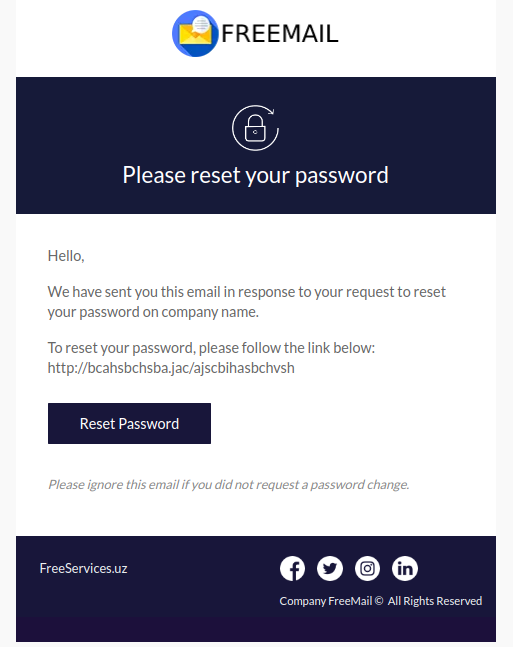 FREEMAIL
Please reset your password
Hello,
We have sent you this email in response to your request to reset
your password on company name.
To reset your password, please follow the link below:
http://bcahsbchsba.jac/ajscbihasbchvsh
Reset Password
Please ignore this email if you did not request a password change.
FreeServices.uz
Company FreeMail © All Rights Reserved